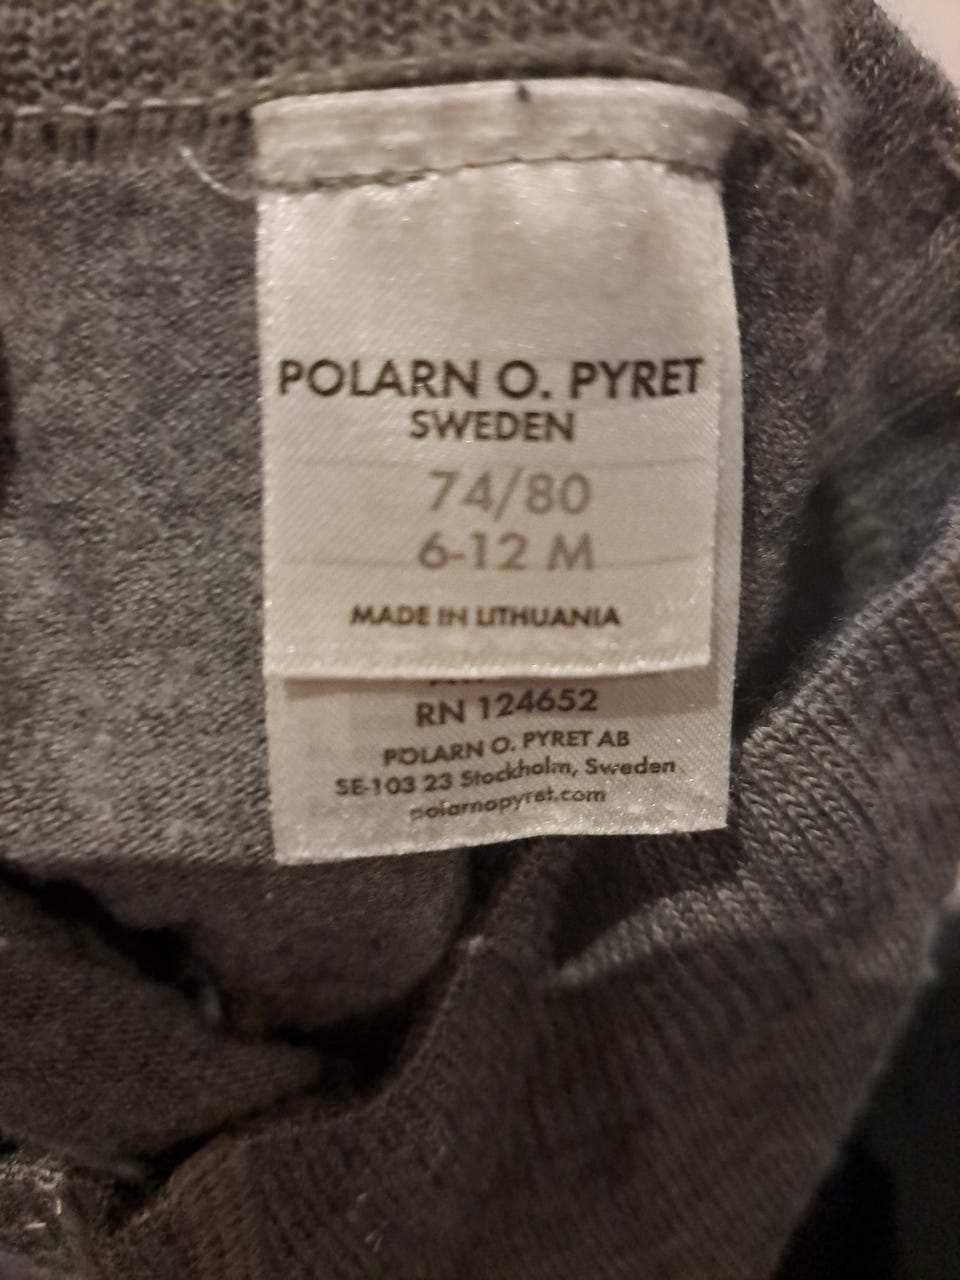 POLARN O. PYRET
SWEDEN
74/80
6-12 M
MADE IN LITHUANIA
RN 124652
POLARN O. PYRET AB
SE-103 23 Stockholm, Sweden
polarnopyret.com